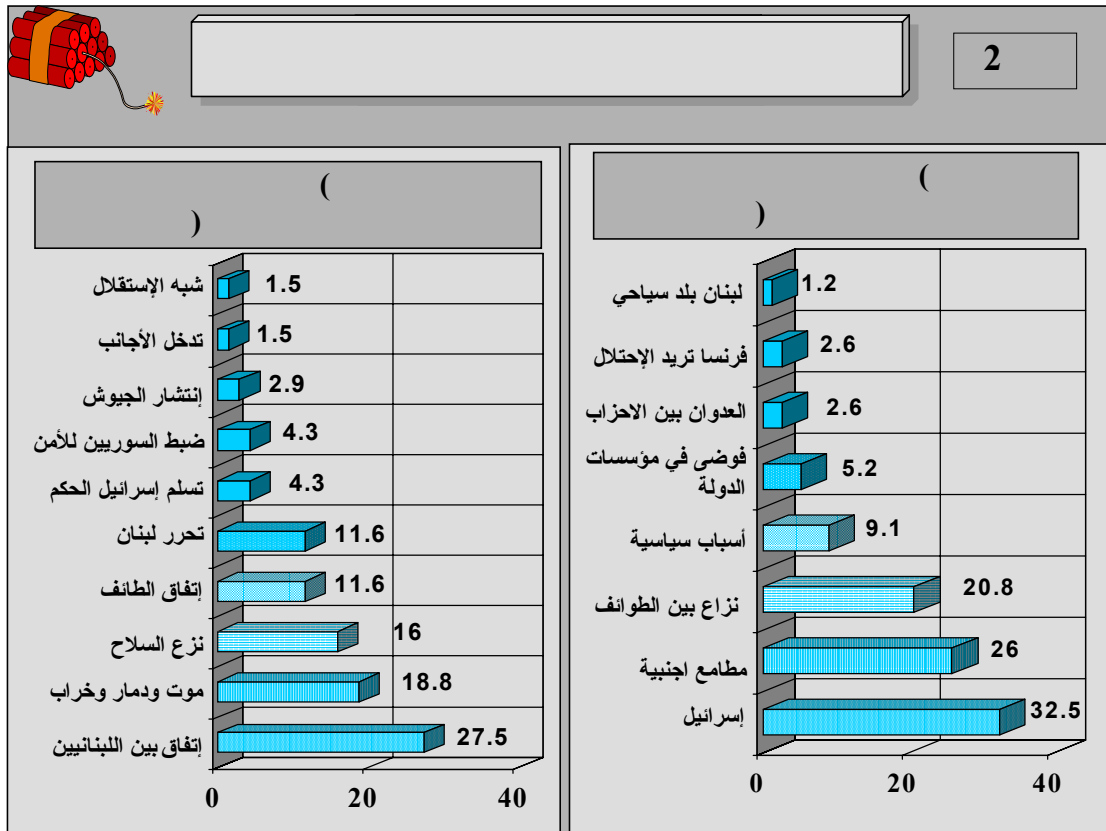 2
(
)
لبنان بلد سياحي 1.2
فرنسا تريد الإحتلال 2.6
العدوان بين الاحزاب 2.6
فوضى في مؤسسات
الدولة 5.2
أسباب سياسية 9.1
نزاع بين الطوائف 20.8
مطامع اجنبية 26
إسرائيل 32.5
0 20 40
(
)
شبه الإستقلال 1.5
تدخل الأجانب 1.5
إنتشار الجيوش 2.9
ضبط السوريين للأمن 4.3
تسلم إسرائيل الحكم 4.3
تحرر لبنان 11.6
إتفاق الطائف 11.6
نزع السلاح 16
موت ودمار وخراب 18.8
إتفاق بين اللبنانيين 27.5
0 20 40